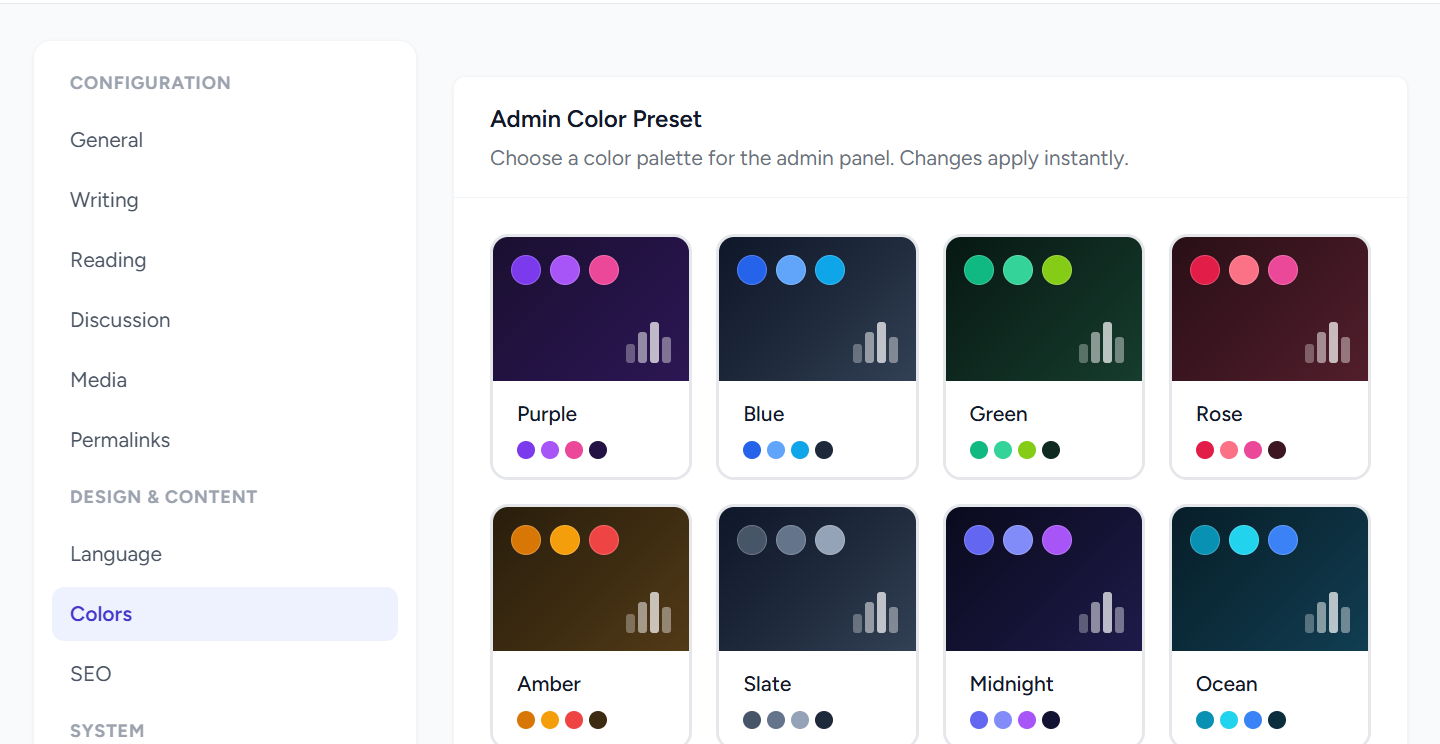 CONFIGURATION
General
Writing
Reading
Discussion
Media
Permalinks
DESIGN & CONTENT
Language
Colors
SEO
SYSTEM
Admin Color Preset
Choose a color palette for the admin panel. Changes apply instantly.
Purple
Blue
Green
Rose
Amber
Slate
Midnight
Ocean